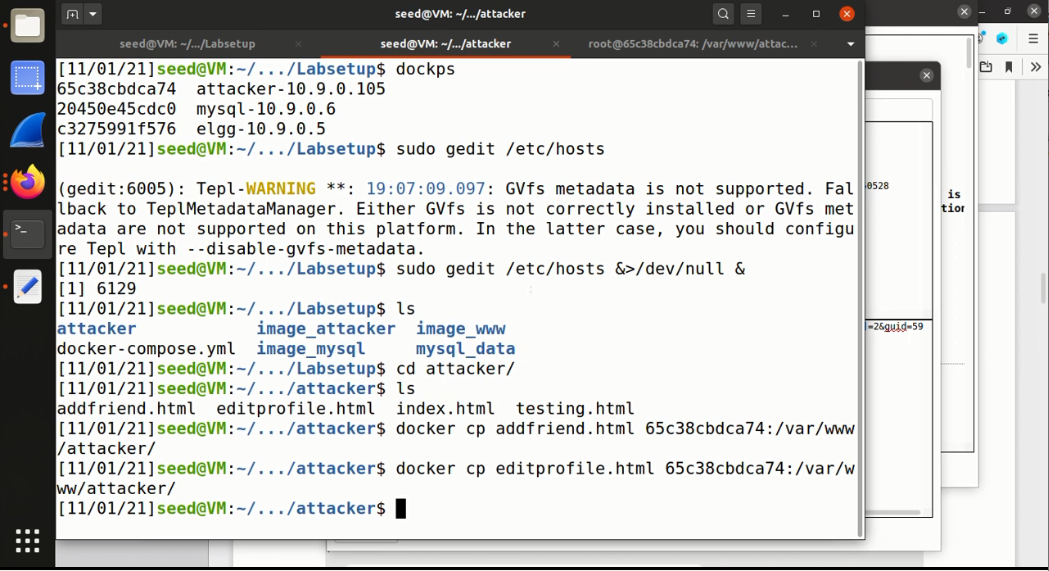 seed@VM: ~/.../attacker
seed@VM: ~/.../Labsetup
seed@VM: ~/.../attacker
root@65c38cbdca74: /var/www/attac...
[11/01/21]seed@VM:~/.../Labsetup$ dockps
65c38cbdca74  attacker-10.9.0.105
20450e45cdc0  mysql-10.9.0.6
c3275991f576  elgg-10.9.0.5
[11/01/21]seed@VM:~/.../Labsetup$ sudo gedit /etc/hosts
(gedit:6005): Tepl-WARNING **: 19:07:09.097: GVfs metadata is not supported. Fal
lback to TeplMetadataManager. Either GVfs is not correctly installed or GVfs met
adata are not supported on this platform. In the latter case, you should configu
re Tepl with --disable-gvfs-metadata.
[11/01/21]seed@VM:~/.../Labsetup$ sudo gedit /etc/hosts &>/dev/null &
[1] 6129
[11/01/21]seed@VM:~/.../Labsetup$ ls
attacker            image_attacker  image_www
docker-compose.yml  image_mysql     mysql_data
[11/01/21]seed@VM:~/.../Labsetup$ cd attacker/
[11/01/21]seed@VM:~/.../attacker$ ls
addfriend.html  editprofile.html  index.html  testing.html
[11/01/21]seed@VM:~/.../attacker$ docker cp addfriend.html 65c38cbdca74:/var/www
/attacker/
[11/01/21]seed@VM:~/.../attacker$ docker cp editprofile.html 65c38cbdca74:/var/w
ww/attacker/
[11/01/21]seed@VM:~/.../attacker$
0528
is
tion
=2&guid=59